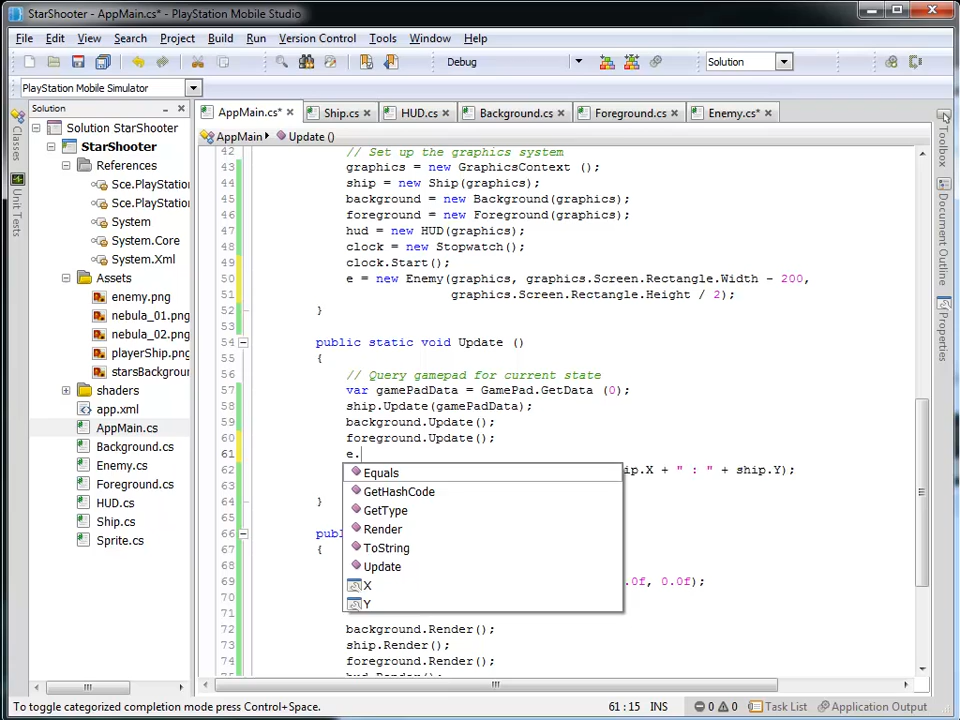 StarShooter - AppMain.cs* - PlayStation Mobile Studio
File Edit View Search Project Build Run Version Control Tools Window Help
Debug Solution
PlayStation Mobile Simulator
Solution
Solution StarShooter
StarShooter
References
Sce.PlayStatio
Sce.PlayStatio
System
System.Core
System.Xml
Assets
enemy.png
nebula_01.png
nebula_02.png
playerShip.png
starsBackgrour
shaders
app.xml
AppMain.cs
Background.cs
Enemy.cs
Foreground.cs
HUD.cs
Ship.cs
Sprite.cs
Classes
Unit Tests
AppMain.cs* Ship.cs HUD.cs Background.cs Foreground.cs Enemy.cs*
AppMain Update ()
42 // Set up the graphics system
43 graphics = new GraphicsContext ();
44 ship = new Ship(graphics);
45 background = new Background(graphics);
46 foreground = new Foreground(graphics);
47 hud = new HUD(graphics);
48 clock = new Stopwatch();
49 clock.Start();
50 e = new Enemy(graphics, graphics.Screen.Rectangle.Width - 200,
51 graphics.Screen.Rectangle.Height / 2);
52 }
53
54 public static void Update ()
55 {
56 // Query gamepad for current state
57 var gamePadData = GamePad.GetData (0);
58 ship.Update(gamePadData);
59 background.Update();
60 foreground.Update();
61 e.
62 ip.X + " : " + ship.Y);
63
64 }
65
66 pub
67 {
68
69 .0f, 0.0f);
70
71
72 background.Render();
73 ship.Render();
74 foreground.Render();
Equals
GetHashCode
GetType
Render
ToString
Update
X
Y
Toolbox
Document Outline
Properties
To toggle categorized completion mode press Control+Space. 61 : 15 INS 0 0 Task List Application Output